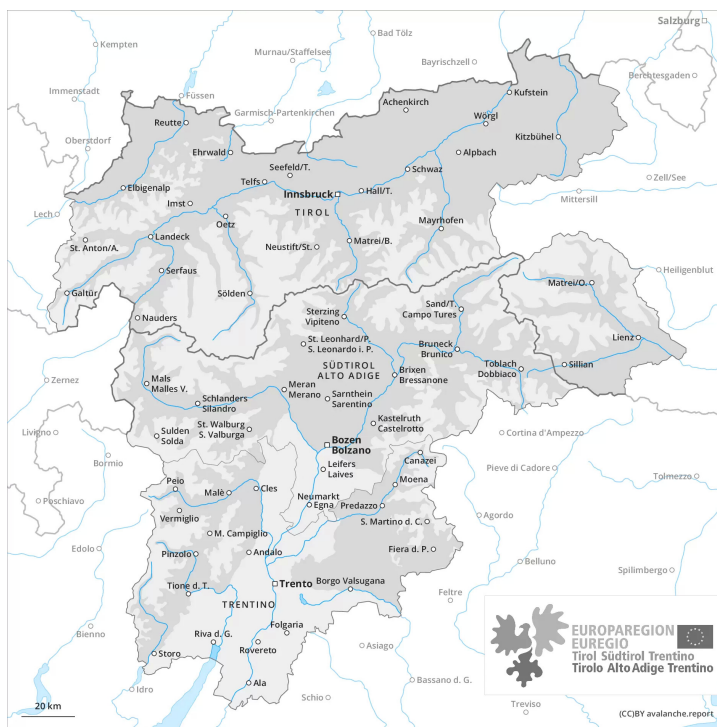 Salzburg
Kempten
Bad Tölz
Murnau/Staffelsee
Bayrischzell
Berchtesgaden
Immenstadt
Füssen
Kufstein
Garmisch-Partenkirchen
Achenkirch
Reutte
Wörgl
Oberstdorf
Ehrwald
Kitzbühel
Alpbach
Seefeld/T.
Schwaz
Zell/See
Telfs
Elbigenalp
Innsbruck
Hall/T.
Mittersill
Imst
TIROL
Lech
Oetz
Mayrhofen
St. Anton/A.
Landeck
Neustift/St.
Matrei/B.
Serfaus
Heiligenblut
Galtür
Sölden
Matrei/O.
Sand/T.
Campo Tures
Nauders
Sterzing
Vipiteno
Lienz
St. Leonhard/P.
S. Leonardo i. P.
Bruneck
Brunico
Toblach
Dobbiaco
Sillian
SÜDTIROL
ALTO ADIGE
Brixen
Bressanone
Zernez
Mals
Malles V.
Meran
Merano
Sarnthein
Sarentino
Schlanders
Silandro
Kastelruth
Castelrotto
St. Walburg
S. Valburga
Livigno
Sulden
Solda
Cortina d'Ampezzo
Bozen
Bolzano
Bormio
Canazei
Leifers
Laives
Pieve di Cadore
Tolmezzo
Peio
Malè
Cles
Moena
Poschiavo
Neumarkt
Egna
Predazzo
Vermiglio
S. Martino d. C.
Agordo
M. Campiglio
Edolo
Pinzolo
Andalo
Fiera d. P.
Belluno
Spilimbergo
Trento
Borgo Valsugana
Tione d. T.
Feltre
TRENTINO
Folgaria
Bienno
Riva d. G.
Rovereto
Asiago
Storo
Bassano d. G.
Ala
Idro
Schio
Treviso
EUROPAREGION
EUREGIO
Tirol Südtirol Trentino
Tirolo Alto Adige Trentino
20 km
(CC)BY avalanche.report